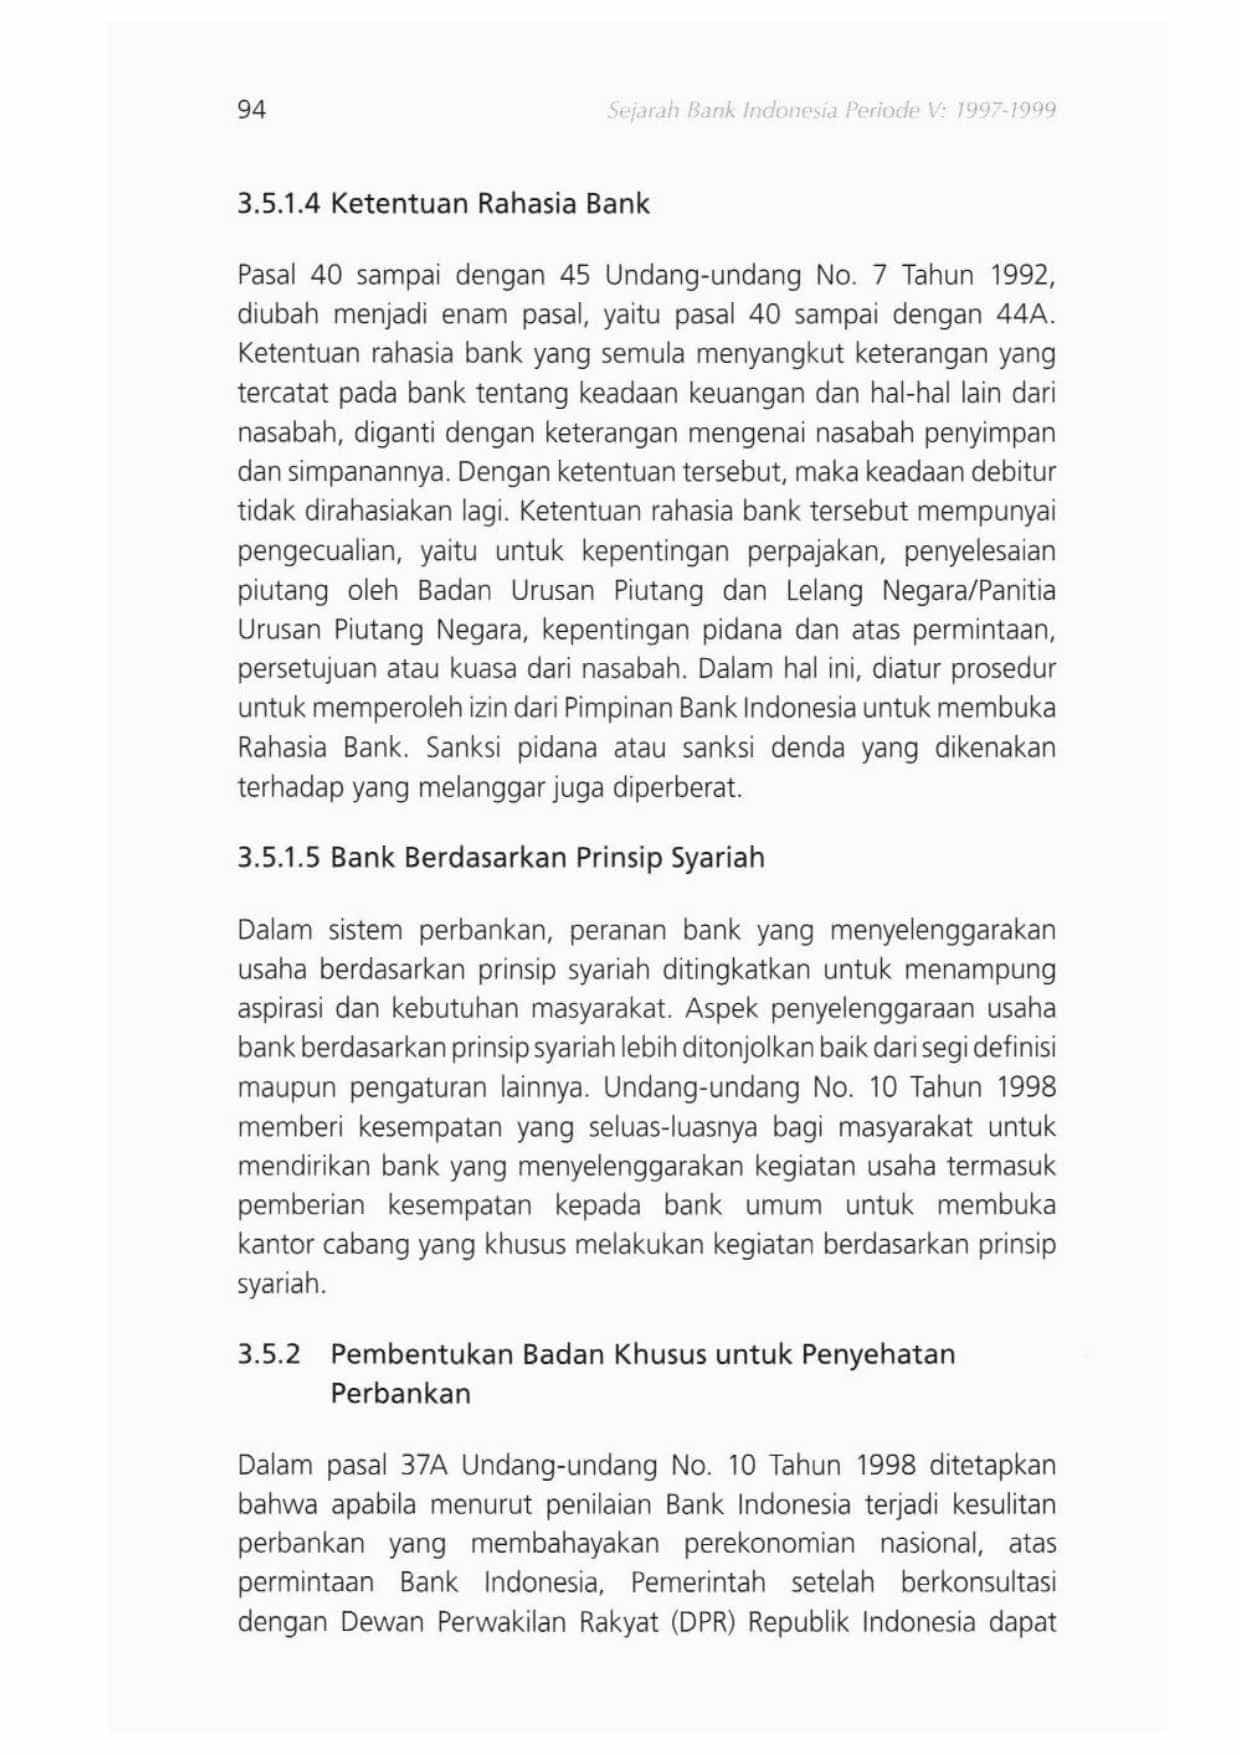 94
Sejarah Bank Indonesia Periode V: 1997-1999
3.5.1.4 Ketentuan Rahasia Bank
Pasal 40 sampai dengan 45 Undang-undang No. 7 Tahun 1992,
diubah menjadi enam pasal, yaitu pasal 40 sampai dengan 44A.
Ketentuan rahasia bank yang semula menyangkut keterangan yang
tercatat pada bank tentang keadaan keuangan dan hal-hal lain dari
nasabah, diganti dengan keterangan mengenai nasabah penyimpan
dan simpanannya. Dengan ketentuan tersebut, maka keadaan debitur
tidak dirahasiakan lagi. Ketentuan rahasia bank tersebut mempunyai
pengecualian, yaitu untuk kepentingan perpajakan, penyelesaian
piutang oleh Badan Urusan Piutang dan Lelang Negara/Panitia
Urusan Piutang Negara, kepentingan pidana dan atas permintaan,
persetujuan atau kuasa dari nasabah. Dalam hal ini, diatur prosedur
untuk memperoleh izin dari Pimpinan Bank Indonesia untuk membuka
Rahasia Bank. Sanksi pidana atau sanksi denda yang dikenakan
terhadap yang melanggar juga diperberat.
3.5.1.5 Bank Berdasarkan Prinsip Syariah
Dalam sistem perbankan, peranan bank yang menyelenggarakan
usaha berdasarkan prinsip syariah ditingkatkan untuk menampung
aspirasi dan kebutuhan masyarakat. Aspek penyelenggaraan usaha
bank berdasarkan prinsip syariah lebih ditonjolkan baik dari segi definisi
maupun pengaturan lainnya. Undang-undang No. 10 Tahun 1998
memberi kesempatan yang seluas-luasnya bagi masyarakat untuk
mendirikan bank yang menyelenggarakan kegiatan usaha termasuk
pemberian kesempatan kepada bank umum untuk membuka
kantor cabang yang khusus melakukan kegiatan berdasarkan prinsip
syariah.
3.5.2 Pembentukan Badan Khusus untuk Penyehatan
Perbankan
Dalam pasal 37A Undang-undang No. 10 Tahun 1998 ditetapkan
bahwa apabila menurut penilaian Bank Indonesia terjadi kesulitan
perbankan yang membahayakan perekonomian nasional, atas
permintaan Bank Indonesia, Pemerintah setelah berkonsultasi
dengan Dewan Perwakilan Rakyat (DPR) Republik Indonesia dapat